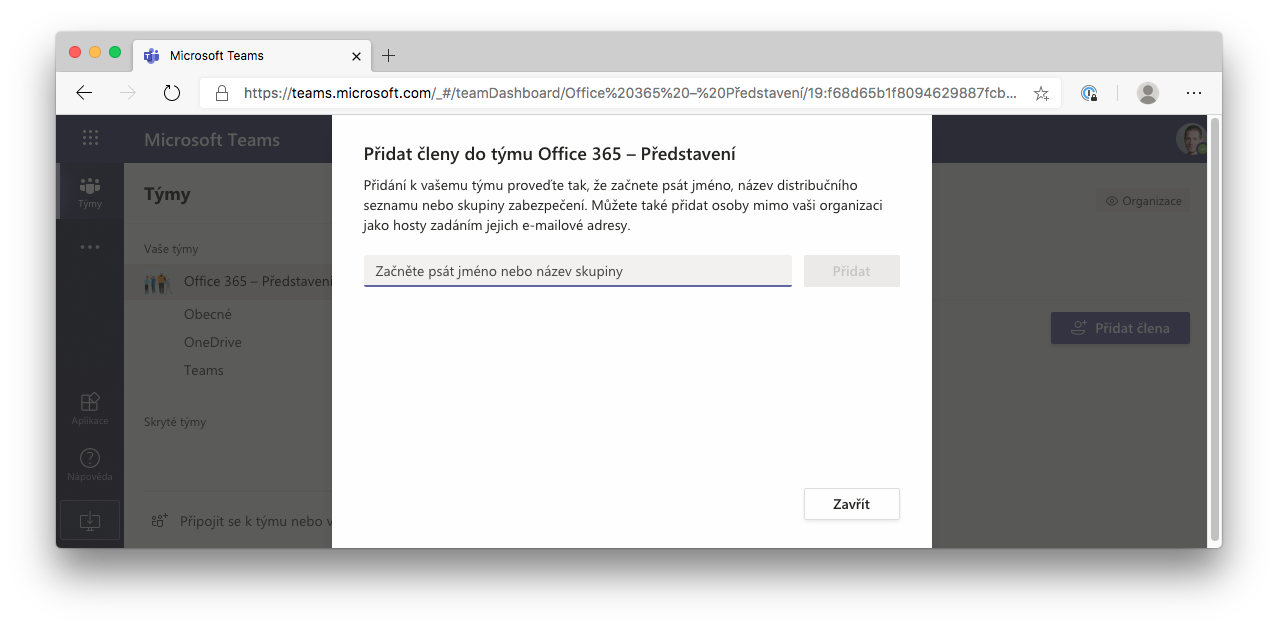 Microsoft Teams
https://teams.microsoft.com/_#/teamDashboard/Office%20365%20–%20Představení/19:f68d65b1f8094629887fcb...
Microsoft Teams
Týmy
Týmy
Organizace
Vaše týmy
Office 365 – Představení
Obecné
OneDrive
Teams
Přidat člena
Skryté týmy
Aplikace
Nápověda
Připojit se k týmu nebo v
Přidat členy do týmu Office 365 – Představení
Přidání k vašemu týmu proveďte tak, že začnete psát jméno, název distribučního
seznamu nebo skupiny zabezpečení. Můžete také přidat osoby mimo vaši organizaci
jako hosty zadáním jejich e-mailové adresy.
Začněte psát jméno nebo název skupiny
Přidat
Zavřít